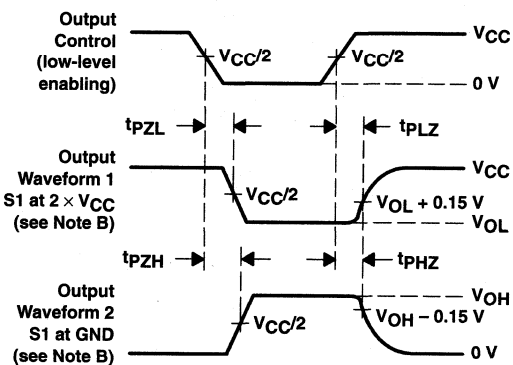 Output
Control
(low-level
enabling)
VCC/2
VCC/2
VCC
0 V
tPZL
tPLZ
Output
Waveform 1
S1 at 2 × VCC
(see Note B)
VCC/2
VCC
VOL + 0.15 V
VOL
tPZH
tPHZ
Output
Waveform 2
S1 at GND
(see Note B)
VCC/2
VOH
VOH – 0.15 V
0 V